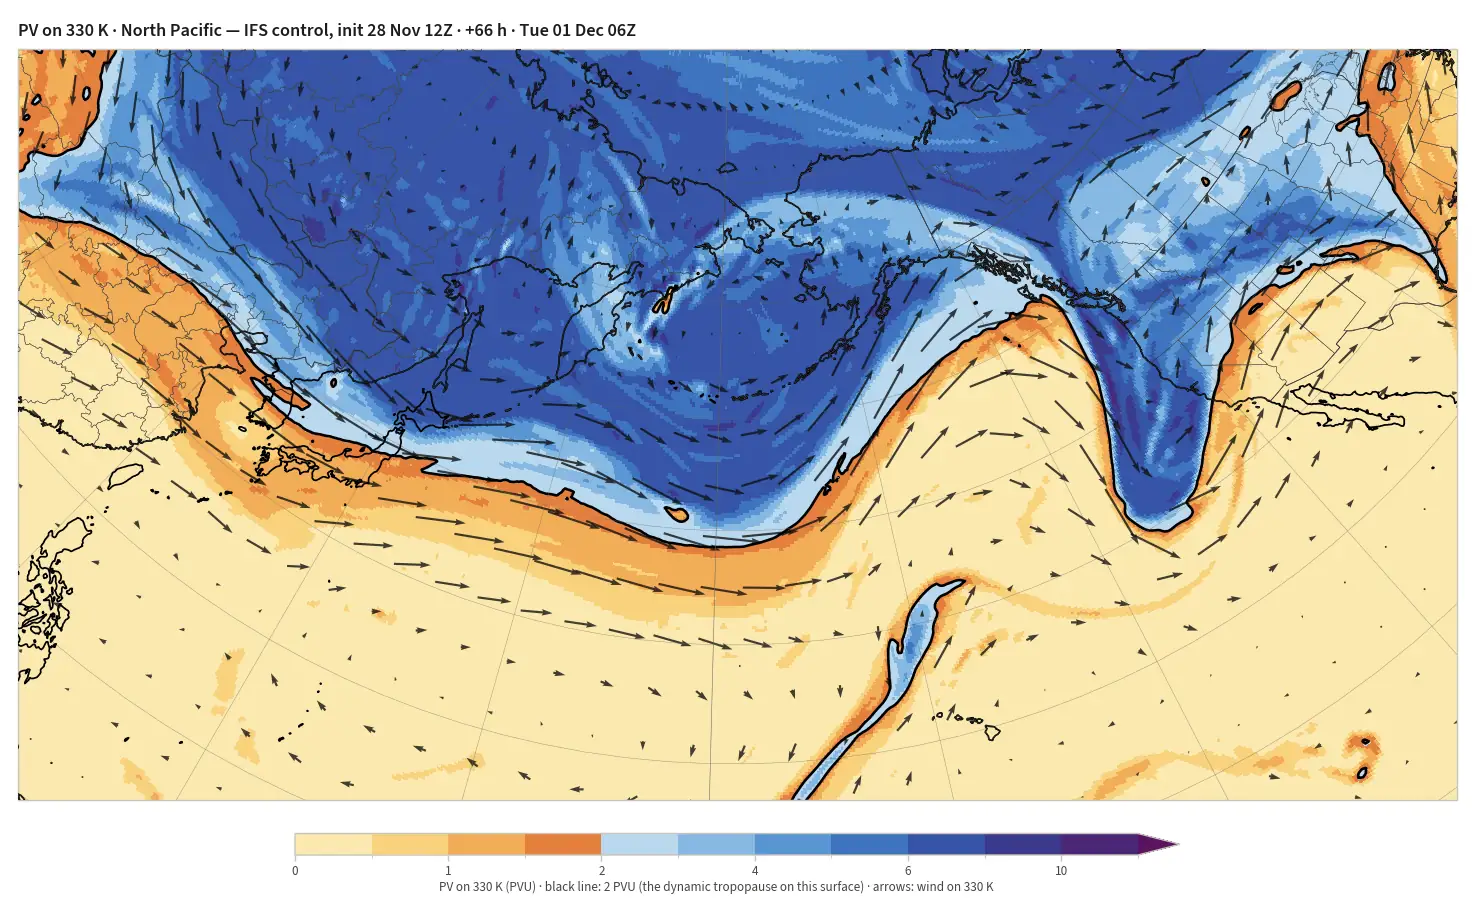 PV on 330 K · North Pacific — IFS control, init 28 Nov 12Z · +66 h · Tue 01 Dec 06Z
0 1 2 4 6 10
PV on 330 K (PVU) · black line: 2 PVU (the dynamic tropopause on this surface) · arrows: wind on 330 K